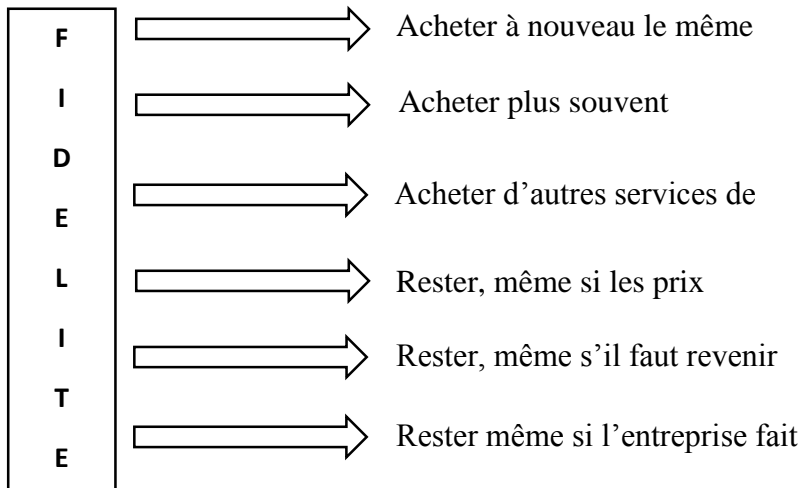 F
I
D
E
L
I
T
E
Acheter à nouveau le même
Acheter plus souvent
Acheter d’autres services de
Rester, même si les prix
Rester, même s’il faut revenir
Rester même si l’entreprise fait